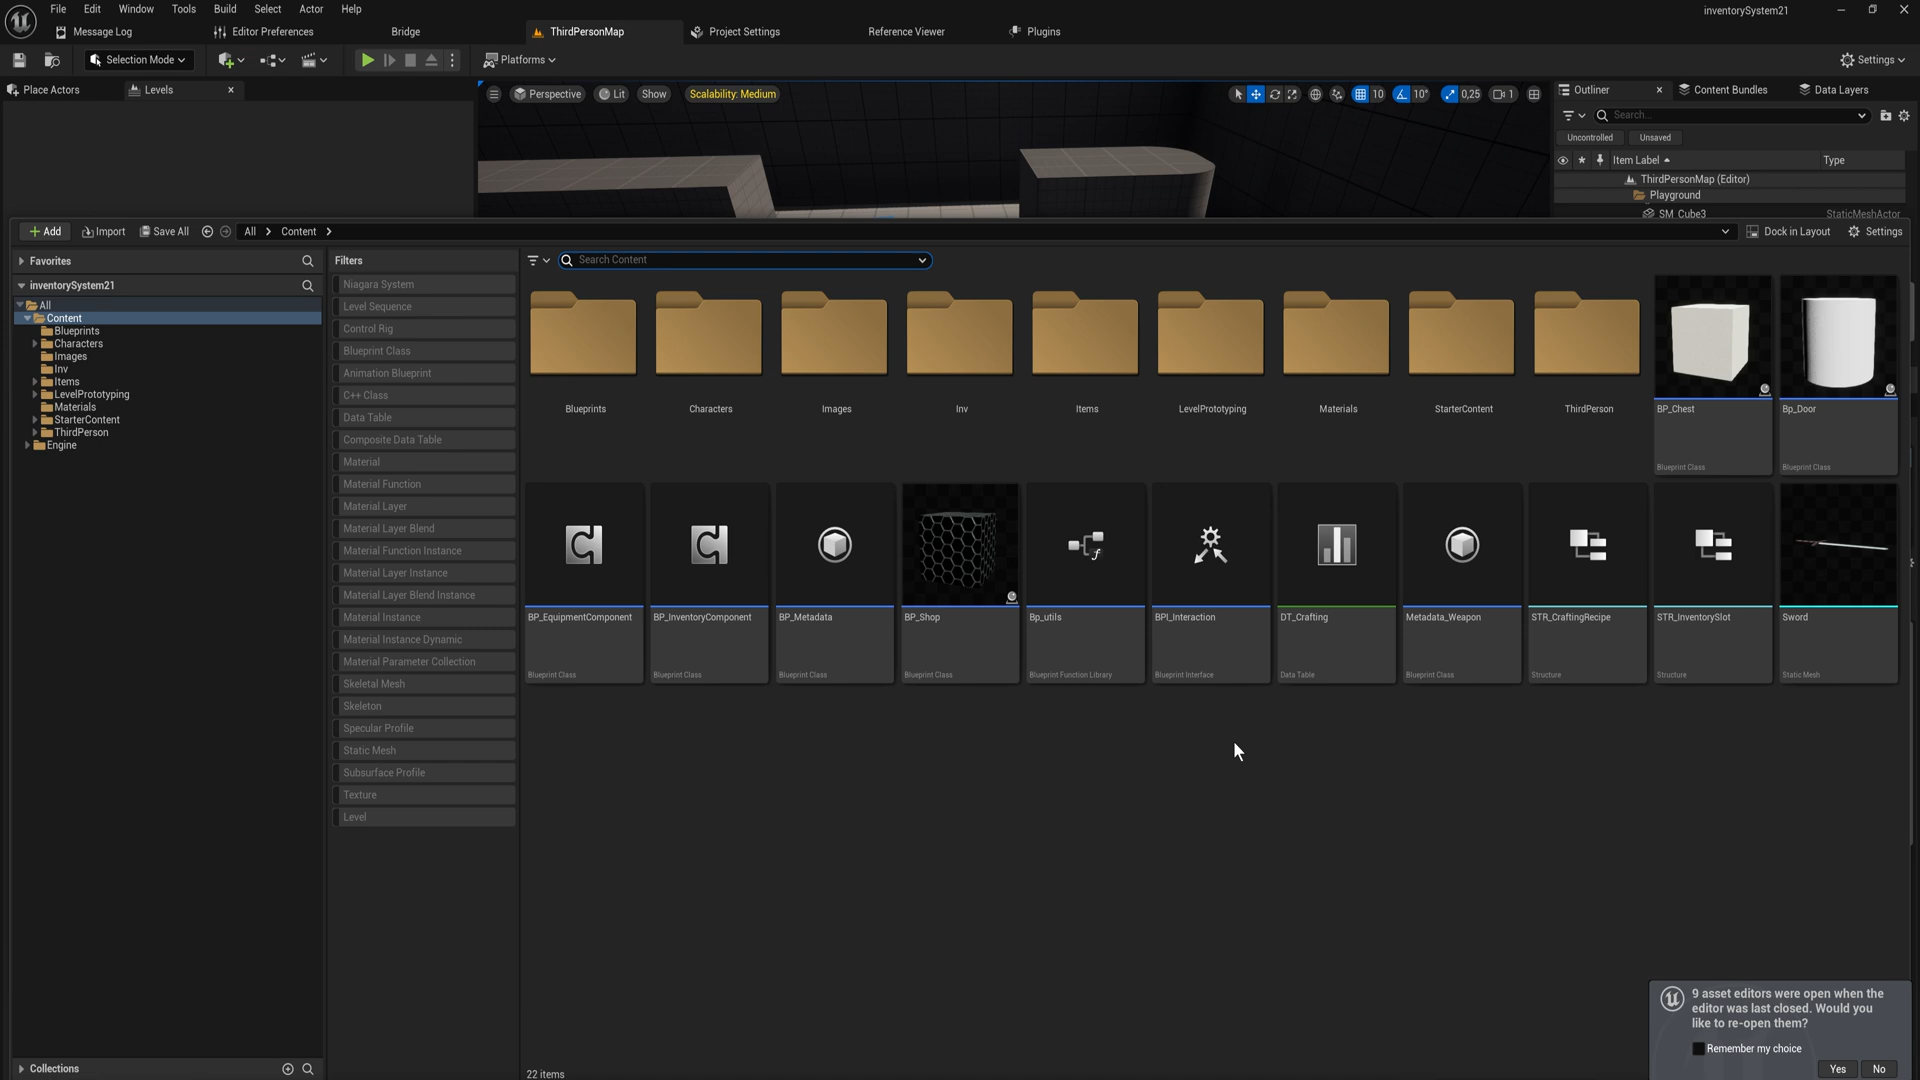 File Edit Window Tools Build Select Actor Help
inventorySystem21
Message Log Editor Preferences Bridge ThirdPersonMap Project Settings Reference Viewer Plugins
Selection Mode Platforms Settings
Place Actors Levels
Perspective Lit Show Scalability: Medium 10 10° 0,25 1
Outliner Content Bundles Data Layers
Search...
Uncontrolled Unsaved
Item Label Type
ThirdPersonMap (Editor)
Playground
SM_Cube3 StaticMeshActor
Add Import Save All All Content Dock in Layout Settings
Favorites
inventorySystem21
All
Content
Blueprints
Characters
Images
Inv
Items
LevelPrototyping
Materials
StarterContent
ThirdPerson
Engine
Collections
Filters
Niagara System
Level Sequence
Control Rig
Blueprint Class
Animation Blueprint
C++ Class
Data Table
Composite Data Table
Material
Material Function
Material Layer
Material Layer Blend
Material Function Instance
Material Layer Instance
Material Layer Blend Instance
Material Instance
Material Instance Dynamic
Material Parameter Collection
Skeletal Mesh
Skeleton
Specular Profile
Static Mesh
Subsurface Profile
Texture
Level
Search Content
Blueprints Characters Images Inv Items LevelPrototyping Materials StarterContent ThirdPerson BP_Chest Bp_Door
Blueprint Class Blueprint Class
BP_EquipmentComponent BP_InventoryComponent BP_Metadata BP_Shop Bp_utils BPI_Interaction DT_Crafting Metadata_Weapon STR_CraftingRecipe STR_InventorySlot Sword
Blueprint Class Blueprint Class Blueprint Class Blueprint Class Blueprint Function Library Blueprint Interface Data Table Blueprint Class Structure Structure Static Mesh
22 items
9 asset editors were open when the
editor was last closed. Would you
like to re-open them?
Remember my choice
Yes No